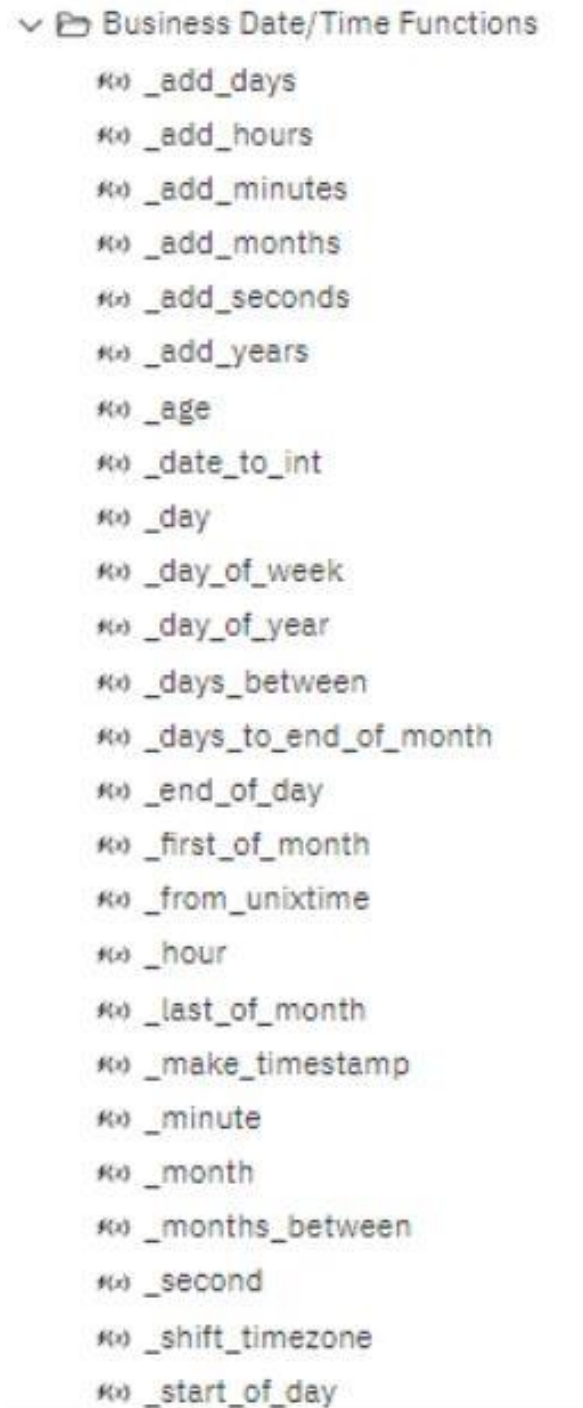 Business Date/Time Functions
f(x) _add_days
f(x) _add_hours
f(x) _add_minutes
f(x) _add_months
f(x) _add_seconds
f(x) _add_years
f(x) _age
f(x) _date_to_int
f(x) _day
f(x) _day_of_week
f(x) _day_of_year
f(x) _days_between
f(x) _days_to_end_of_month
f(x) _end_of_day
f(x) _first_of_month
f(x) _from_unixtime
f(x) _hour
f(x) _last_of_month
f(x) _make_timestamp
f(x) _minute
f(x) _month
f(x) _months_between
f(x) _second
f(x) _shift_timezone
f(x) _start_of_day